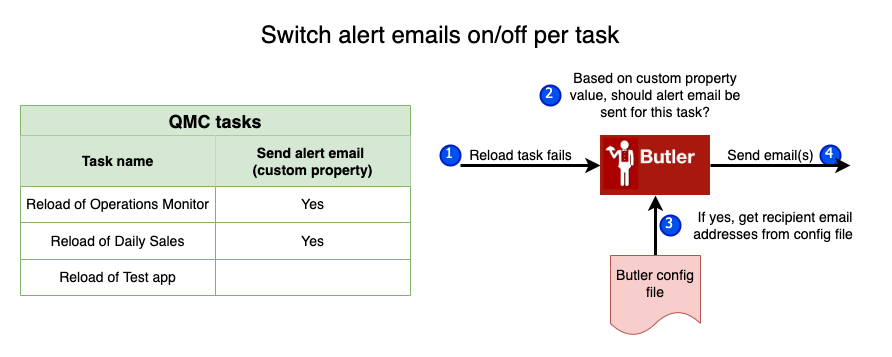 Switch alert emails on/off per task
QMC tasks
Task name
Send alert email
(custom property)
Reload of Operations Monitor
Yes
Reload of Daily Sales
Yes
Reload of Test app
1
Reload task fails
2
Based on custom property
value, should alert email be
sent for this task?
Butler
Send email(s)
4
3
If yes, get recipient email
addresses from config file
Butler config
file